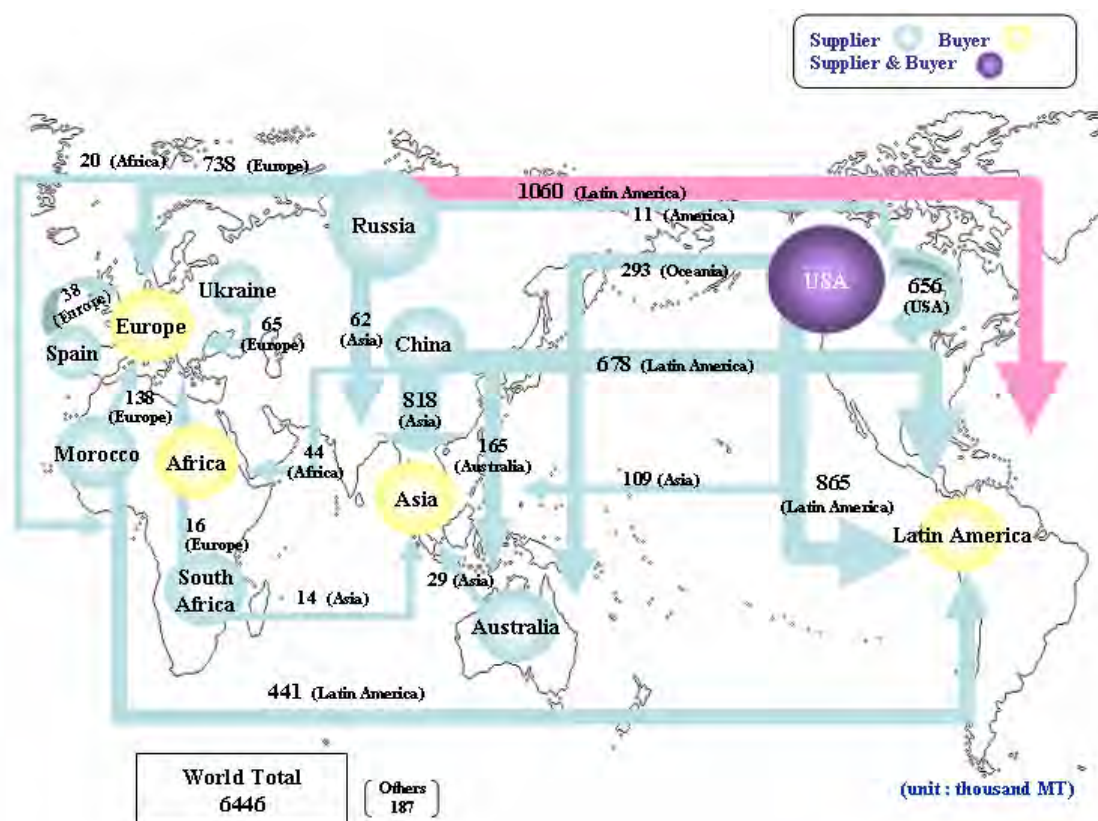 Supplier Buyer
Supplier & Buyer
20 (Africa)
738 (Europe)
1060 (Latin America)
11 (America)
Russia
293 (Oceania)
USA
656
(USA)
38
(Europe)
Ukraine
Europe
65
(Europe)
62
(Asia)
China
Spain
678 (Latin America)
138
(Europe)
818
(Asia)
Morocco
Africa
44
(Africa)
165
(Australia)
Asia
109 (Asia)
865
(Latin America)
Latin America
16
(Europe)
South
Africa
14 (Asia)
29 (Asia)
Australia
441 (Latin America)
World Total
6446
Others
187
(unit : thousand MT)